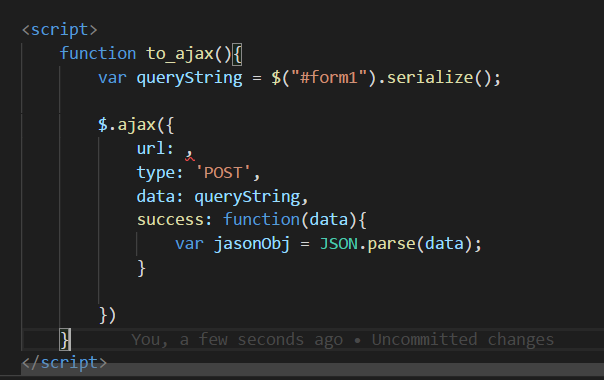 <script>
function to_ajax(){
var queryString = $("#form1").serialize();
$.ajax({
url: ,
type: 'POST',
data: queryString,
success: function(data){
var jasonObj = JSON.parse(data);
}
})
} You, a few seconds ago • Uncommitted changes
</script>